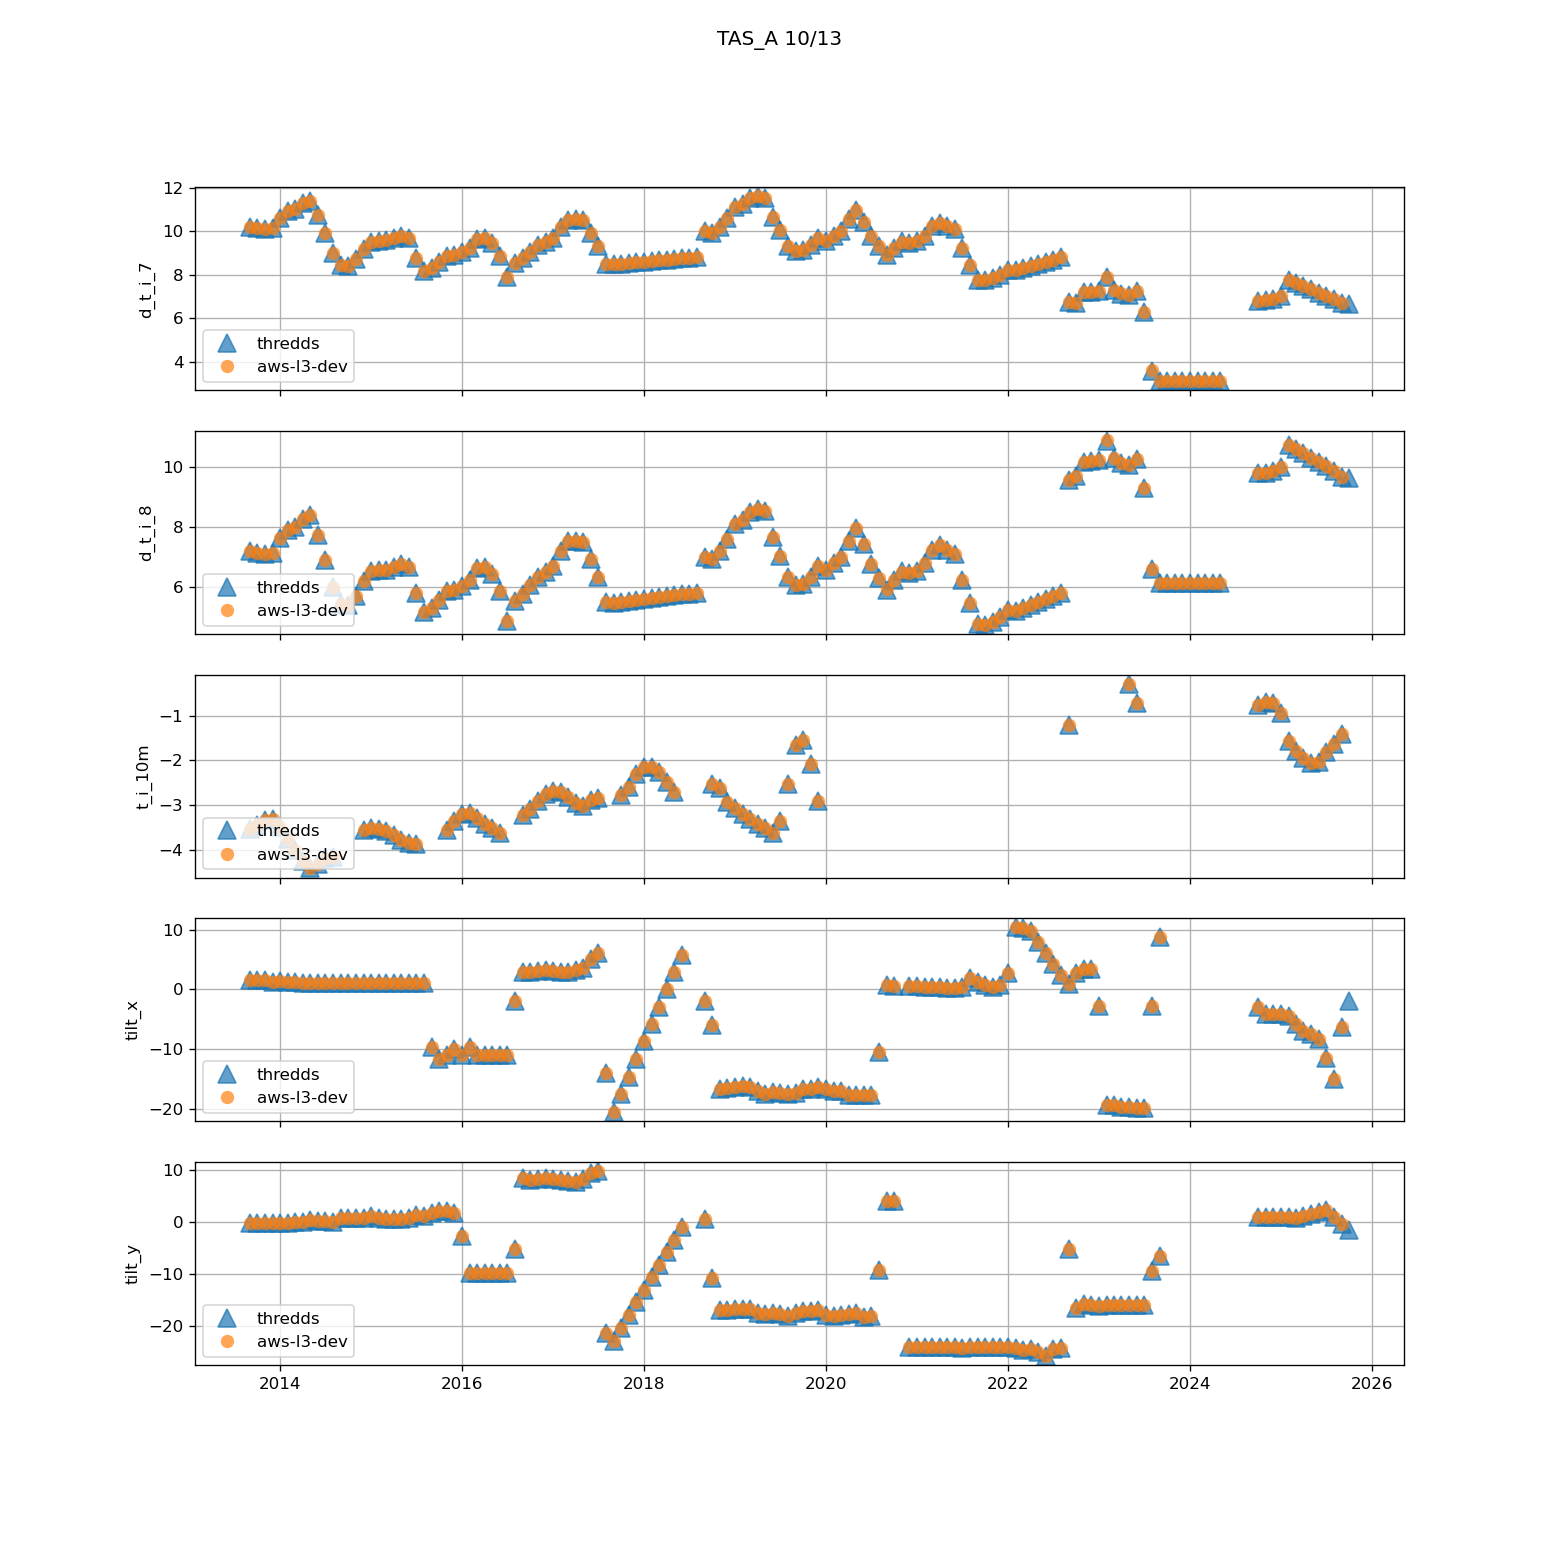 TAS_A 10/13
12
10
8
6
4
d_t_i_7
thredds
aws-l3-dev
10
8
6
d_t_i_8
thredds
aws-l3-dev
−1
−2
−3
−4
t_i_10m
thredds
aws-l3-dev
10
0
−10
−20
tilt_x
thredds
aws-l3-dev
10
0
−10
−20
tilt_y
thredds
aws-l3-dev
2014 2016 2018 2020 2022 2024 2026